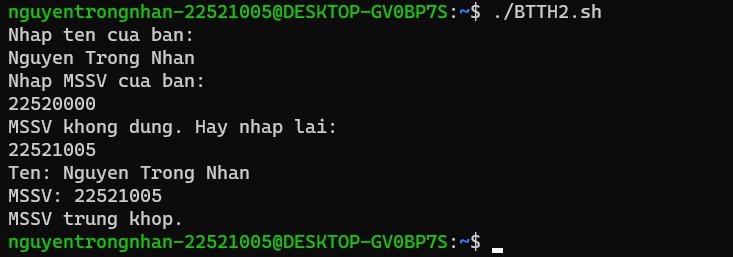 nguyentrongnhan-22521005@DESKTOP-GV0BP7S:~$ ./BTTH2.sh
Nhap ten cua ban:
Nguyen Trong Nhan
Nhap MSSV cua ban:
22520000
MSSV khong dung. Hay nhap lai:
22521005
Ten: Nguyen Trong Nhan
MSSV: 22521005
MSSV trung khop.
nguyentrongnhan-22521005@DESKTOP-GV0BP7S:~$